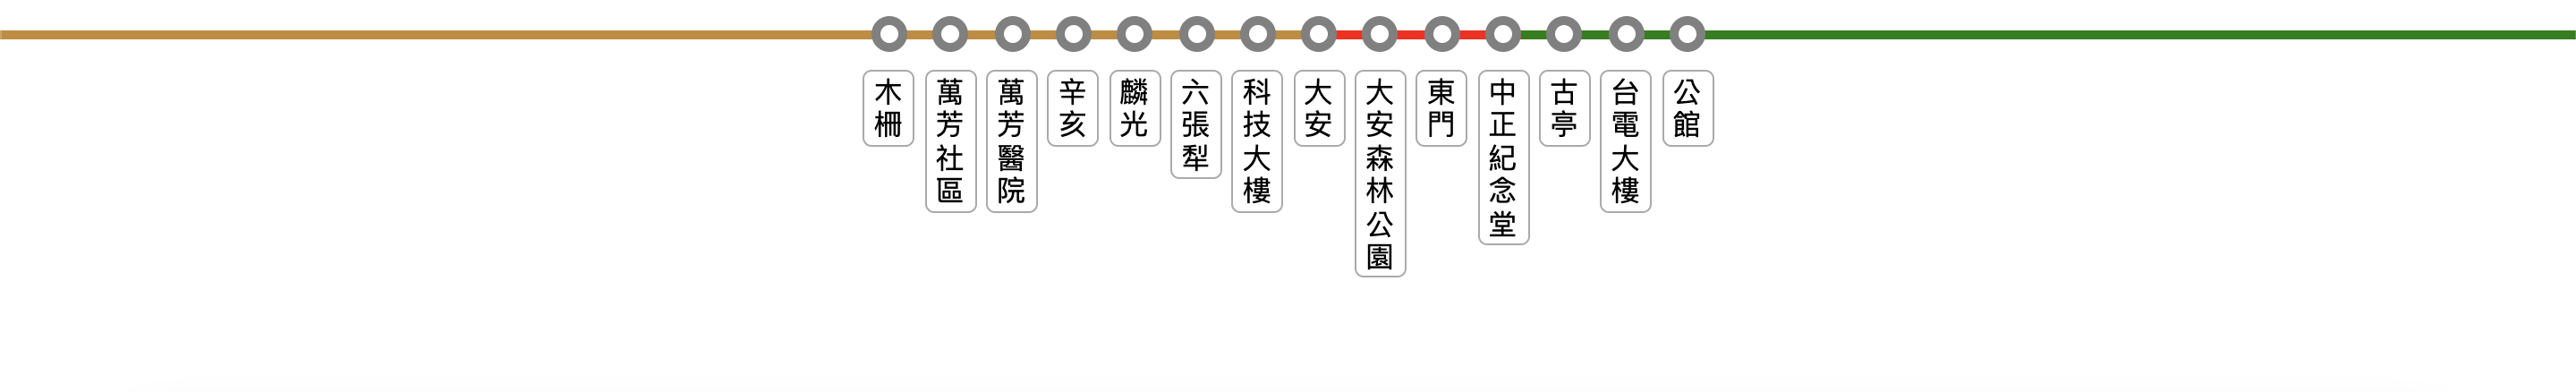 木柵
萬芳社區
萬芳醫院
辛亥
麟光
六張犁
科技大樓
大安
大安森林公園
東門
中正紀念堂
古亭
台電大樓
公館